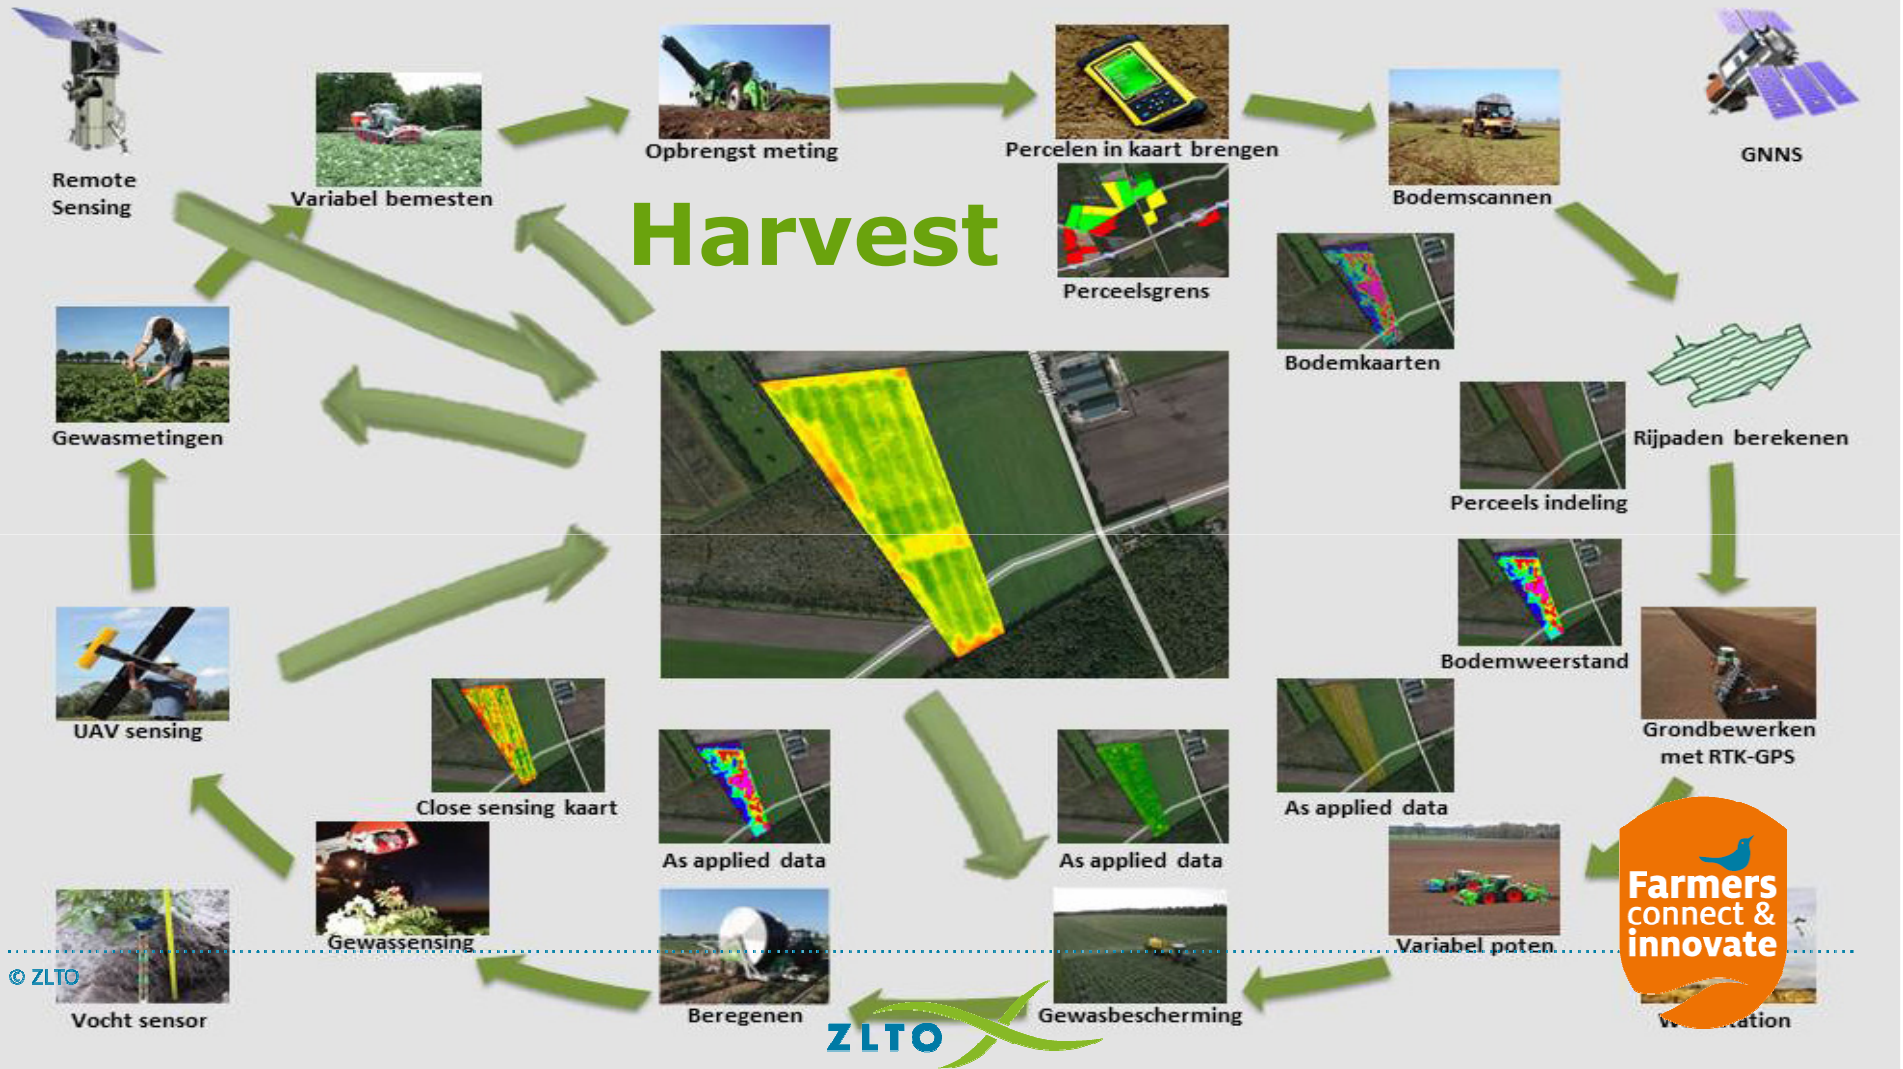 Remote
Sensing
Variabel bemesten
Opbrengst meting
Percelen in kaart brengen
Bodemscannen
GNNS
Harvest
Perceelsgrens
Bodemkaarten
Gewasmetingen
Rijpaden berekenen
Perceels indeling
Bodemweerstand
UAV sensing
Grondbewerken
met RTK-GPS
Close sensing kaart
As applied data
As applied data
As applied data
Gewassensing
Variabel poten
Farmers
connect &
innovate
© ZLTO
Vocht sensor
Beregenen
Gewasbescherming
ZLTO